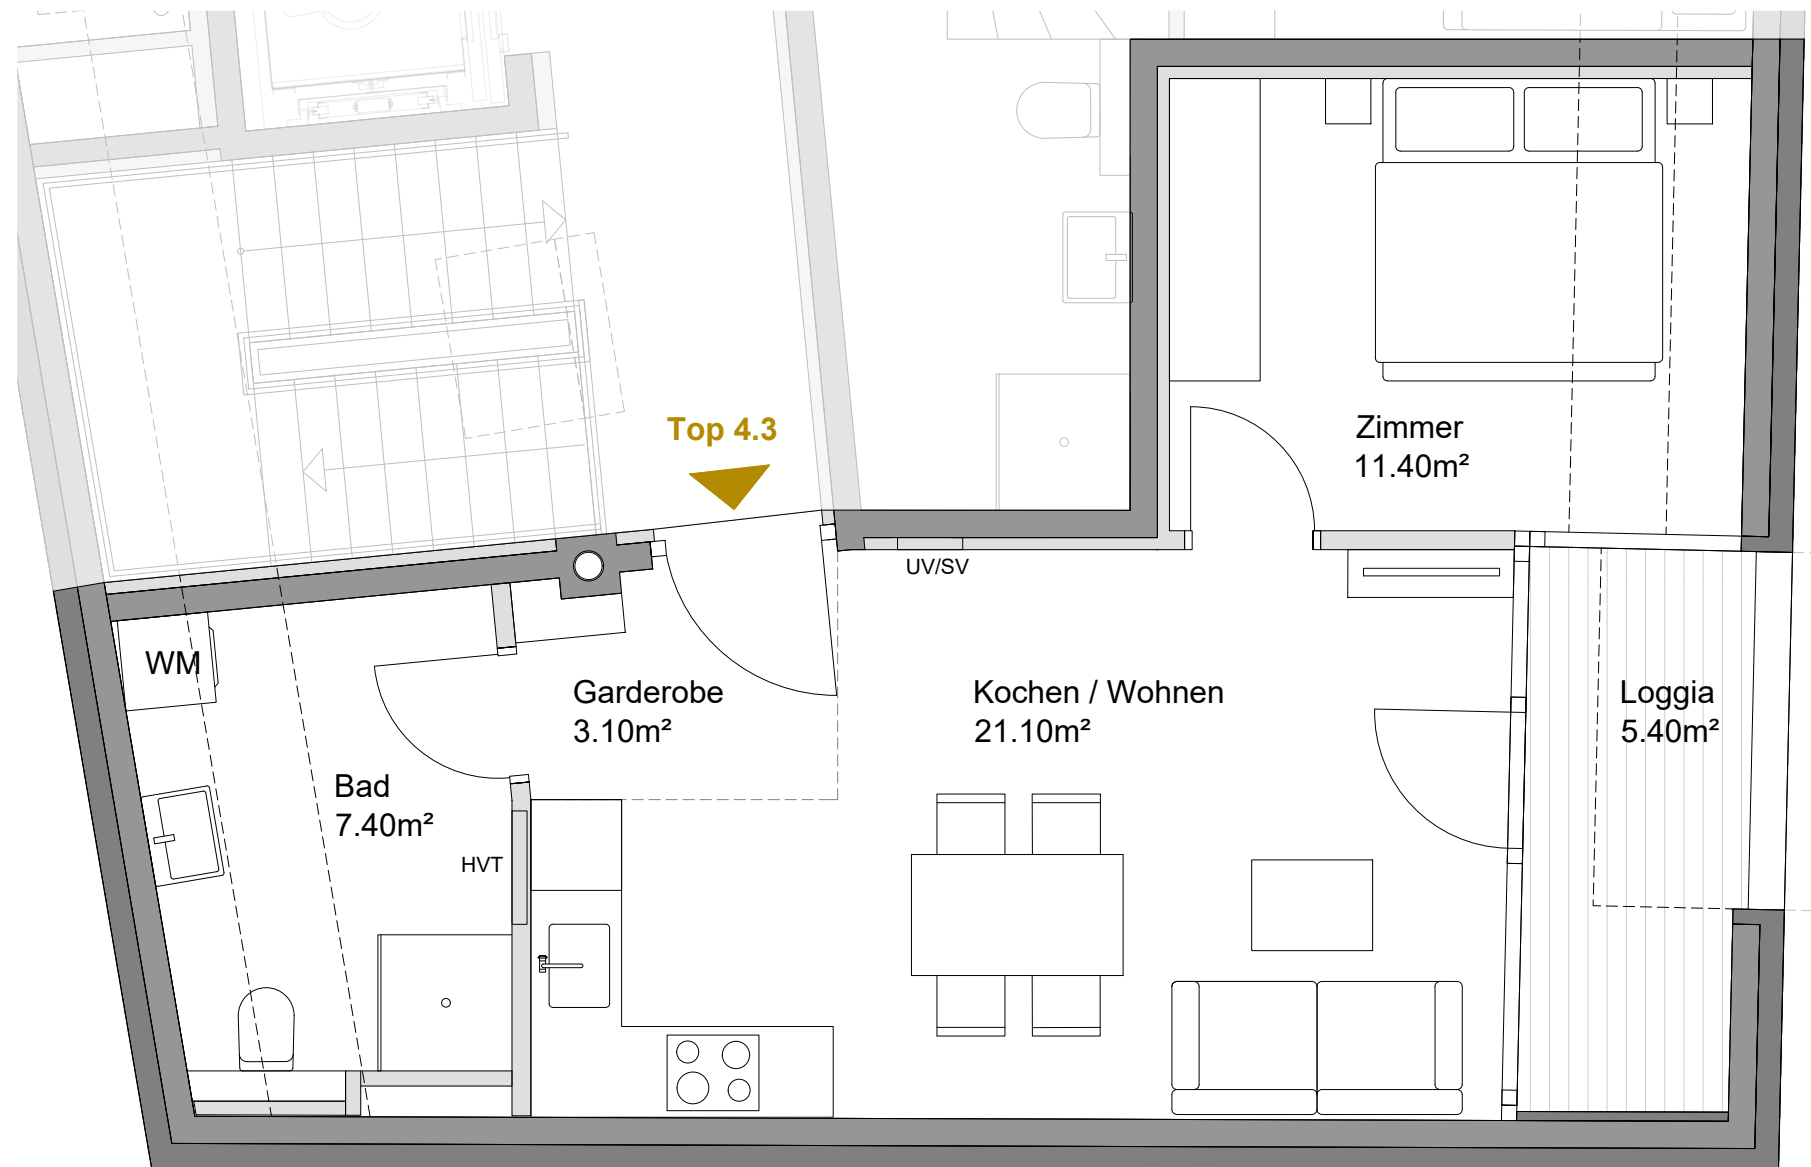 Top 4.3
Zimmer
11.40m²
UV/SV
WM
Garderobe
3.10m²
Kochen / Wohnen
21.10m²
Loggia
5.40m²
Bad
7.40m²
HVT